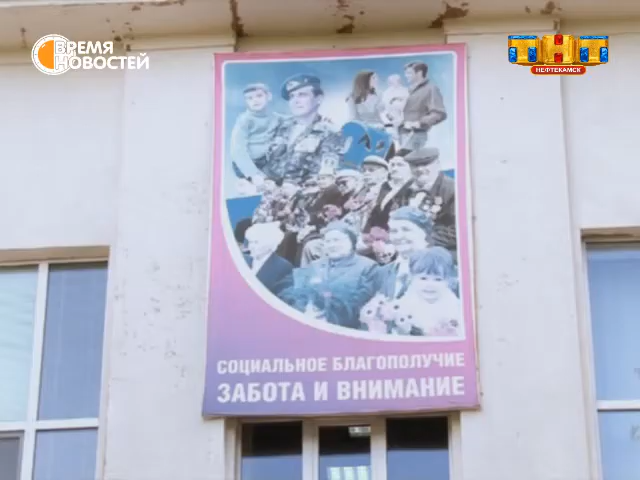 ВРЕМЯ
НОВОСТЕЙ
ТНТ
НЕФТЕКАМСК
СОЦИАЛЬНОЕ БЛАГОПОЛУЧИЕ
ЗАБОТА И ВНИМАНИЕ